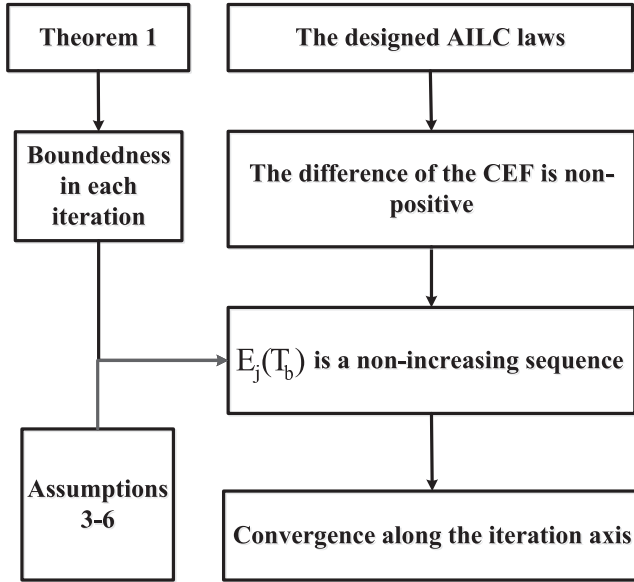 Theorem 1
The designed AILC laws
Boundedness
in each
iteration
The difference of the CEF is non-
positive
E_j(T_b) is a non-increasing sequence
Assumptions
3-6
Convergence along the iteration axis